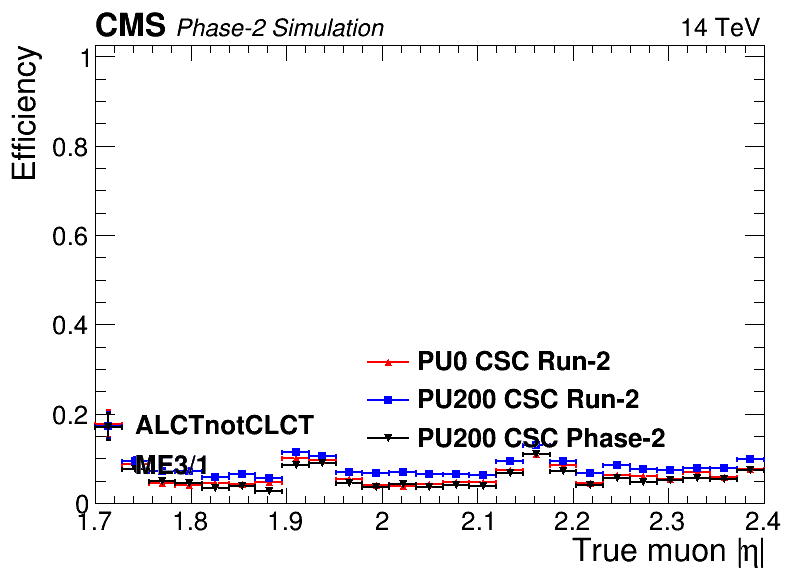 CMS Phase-2 Simulation 14 TeV
Efficiency
1
0.8
0.6
0.4
0.2
0
PU0 CSC Run-2
PU200 CSC Run-2
PU200 CSC Phase-2
ALCTnotCLCT
ME3/1
1.7 1.8 1.9 2 2.1 2.2 2.3 2.4
True muon |η|